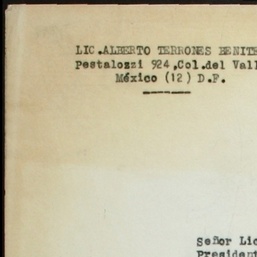 LIC.ALBERTO TERRONES BENITE
Pestalozzi 924,Col.del Vall
México (12) D.F.
Señor Lic
President